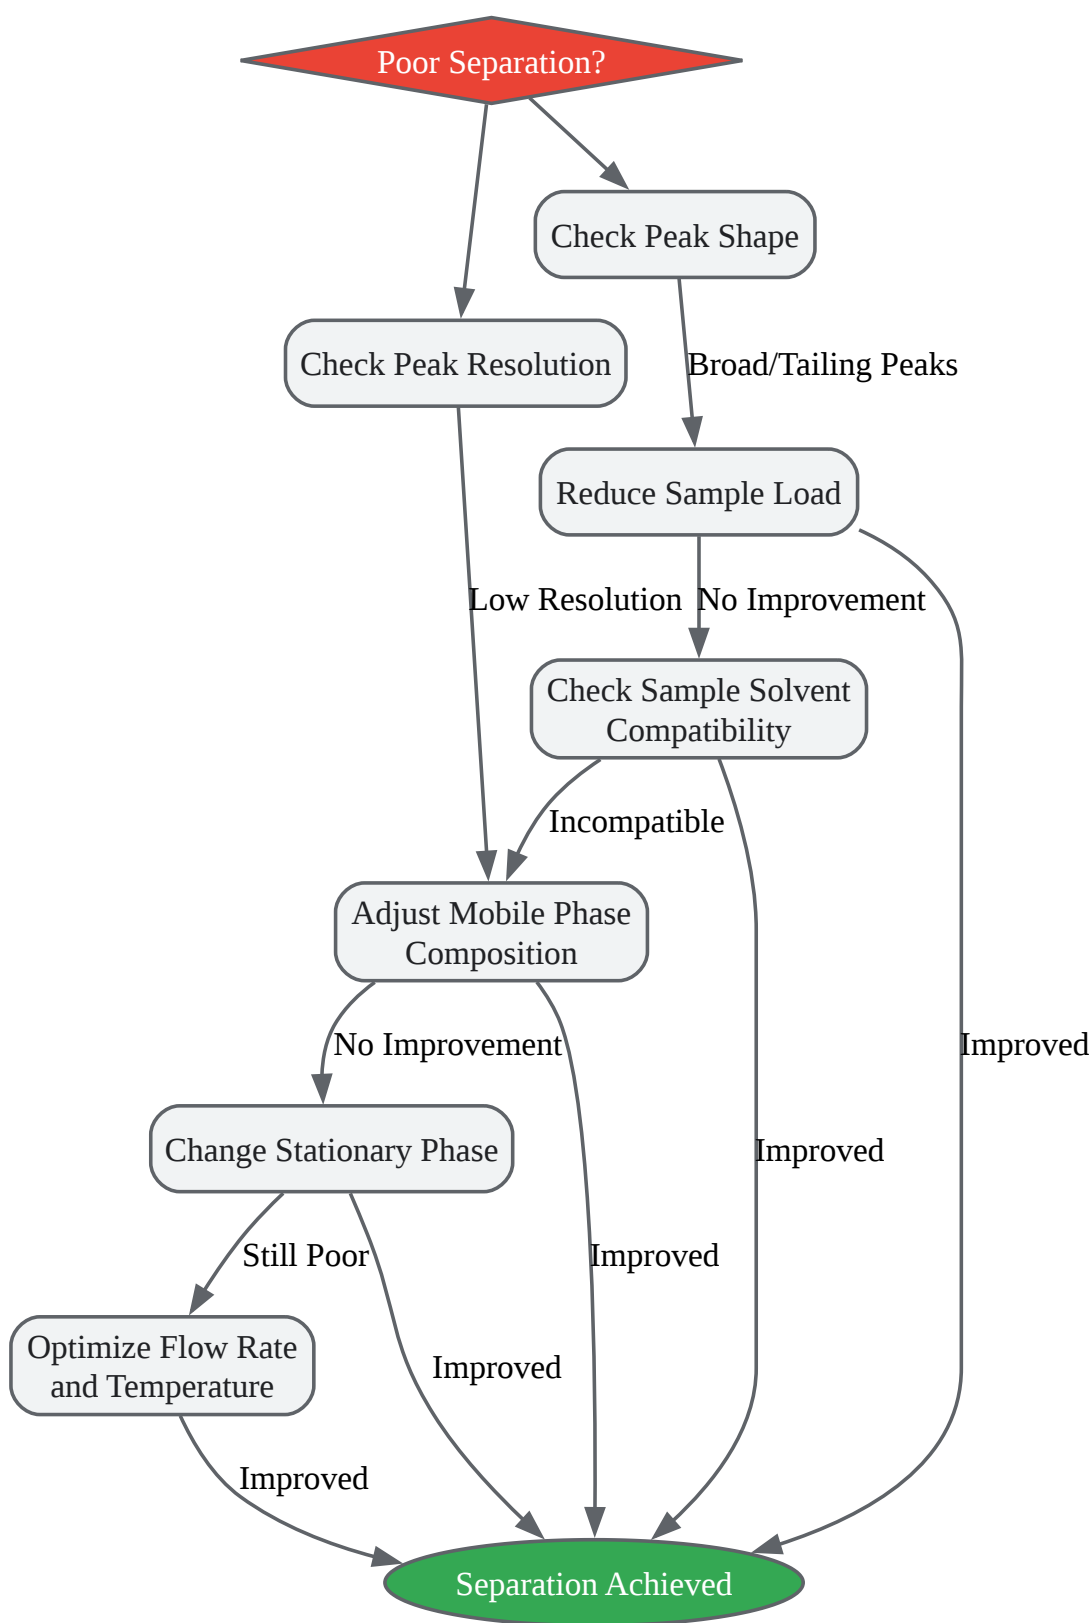 Poor Separation?
Check Peak Shape
Check Peak Resolution
Broad/Tailing Peaks
Reduce Sample Load
Low Resolution
No Improvement
Check Sample Solvent
Compatibility
Incompatible
Adjust Mobile Phase
Composition
No Improvement
Improved
Change Stationary Phase
Improved
Still Poor
Improved
Optimize Flow Rate
and Temperature
Improved
Improved
Separation Achieved